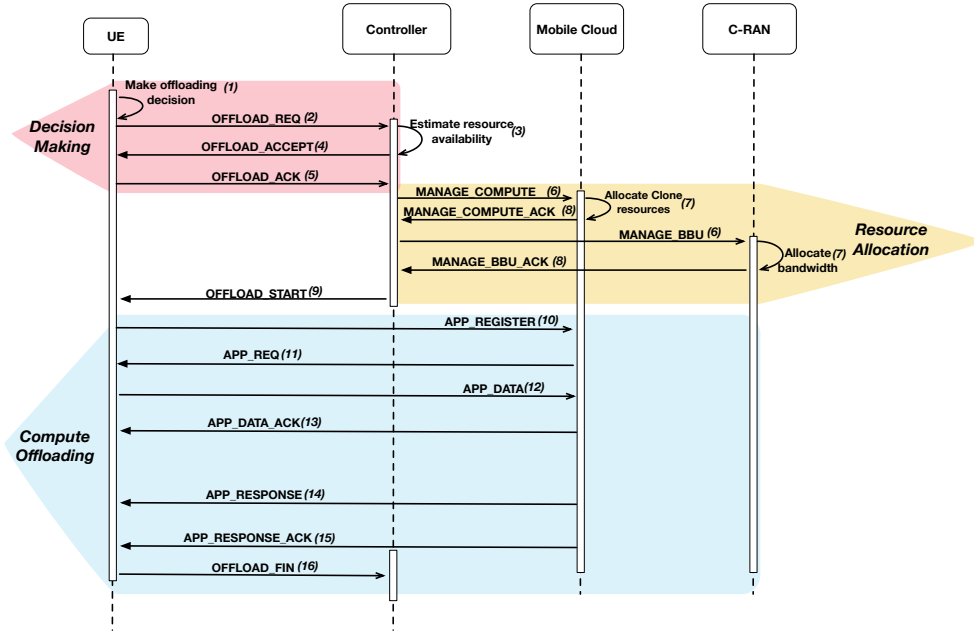 UE
Controller
Mobile Cloud
C-RAN
Make offloading (1)
decision
Decision
Making
OFFLOAD_REQ (2)
Estimate resource
availability (3)
OFFLOAD_ACCEPT(4)
OFFLOAD_ACK (5)
MANAGE_COMPUTE (6)
Allocate Clone
resources (7)
MANAGE_COMPUTE_ACK (8)
MANAGE_BBU (6)
Resource
Allocation
Allocate(7)
bandwidth
MANAGE_BBU_ACK (8)
OFFLOAD_START(9)
APP_REGISTER(10)
APP_REQ(11)
APP_DATA(12)
APP_DATA_ACK(13)
Compute
Offloading
APP_RESPONSE(14)
APP_RESPONSE_ACK(15)
OFFLOAD_FIN (16)